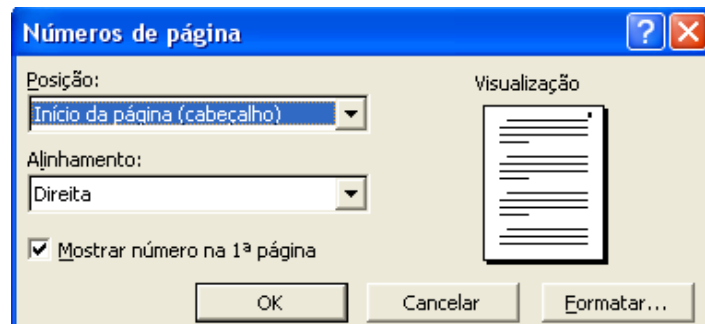 Números de página
Posição:
Visualização
Início da página (cabeçalho)
Alinhamento:
Direita
Mostrar número na 1ª página
OK
Cancelar
Formatar...